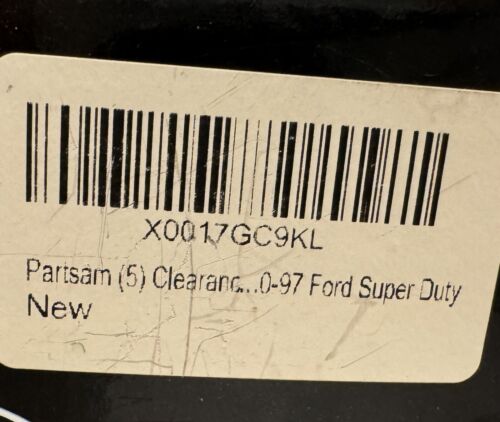 X0017GC9KL
Partsam (5) Clearanc...0-97 Ford Super Duty
New